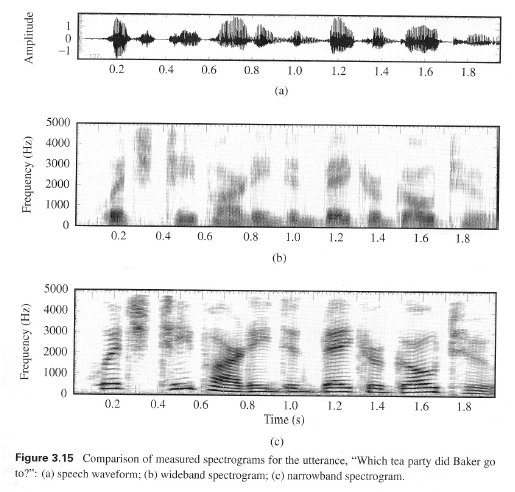 Amplitude
1
0
−1
0.2 0.4 0.6 0.8 1.0 1.2 1.4 1.6 1.8
(a)
Frequency (Hz)
5000
4000
3000
2000
1000
0
0.2 0.4 0.6 0.8 1.0 1.2 1.4 1.6 1.8
(b)
Frequency (Hz)
5000
4000
3000
2000
1000
0
0.2 0.4 0.6 0.8 1.0 1.2 1.4 1.6 1.8
Time (s)
(c)
Figure 3.15 Comparison of measured spectrograms for the utterance, “Which tea party did Baker go
to?”: (a) speech waveform; (b) wideband spectrogram; (c) narrowband spectrogram.